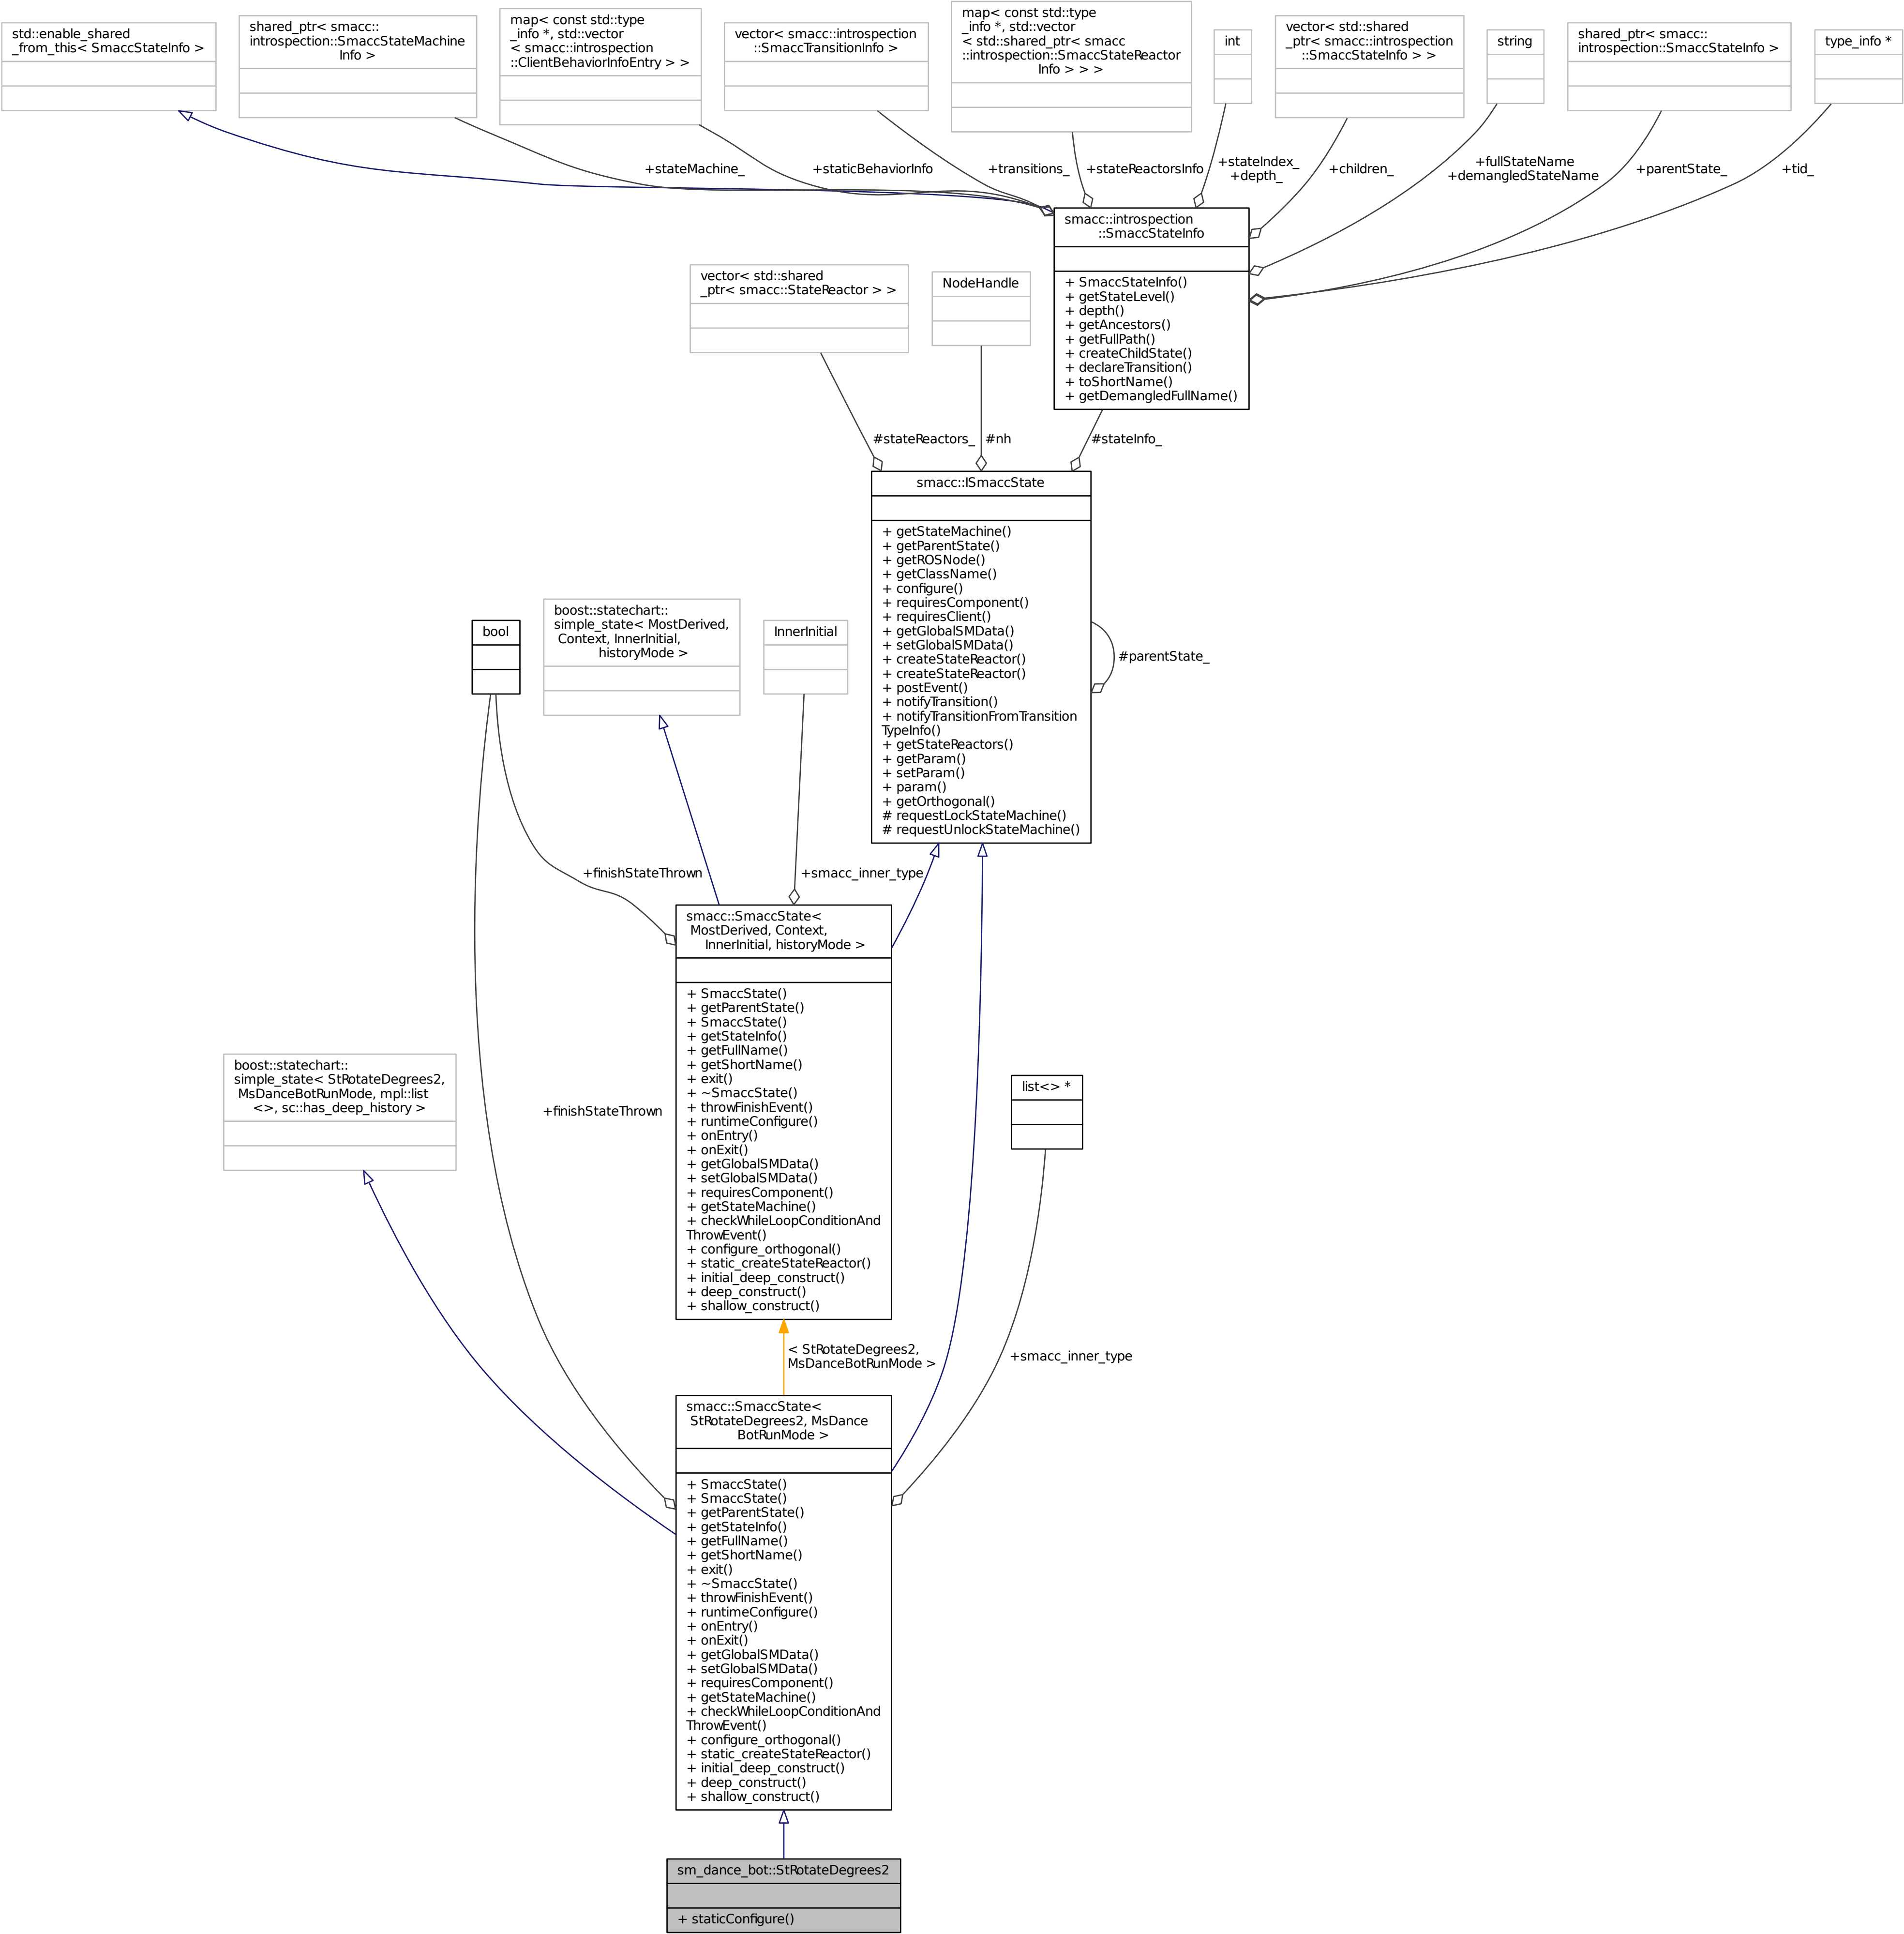 std::enable_shared
_from_this< SmaccStateInfo >
shared_ptr< smacc::
introspection::SmaccStateMachine
Info >
map< const std::type
_info *, std::vector
< smacc::introspection
::ClientBehaviorInfoEntry > >
vector< smacc::introspection
::SmaccTransitionInfo >
map< const std::type
_info *, std::vector
< std::shared_ptr< smacc
::introspection::SmaccStateReactor
Info > > >
int
vector< std::shared
_ptr< smacc::introspection
::SmaccStateInfo > >
string
shared_ptr< smacc::
introspection::SmaccStateInfo >
type_info *
+stateMachine_
+staticBehaviorInfo
+transitions_
+stateReactorsInfo
+stateIndex_
+depth_
+children_
+fullStateName
+demangledStateName
+parentState_
+tid_
smacc::introspection
::SmaccStateInfo
+ SmaccStateInfo()
+ getStateLevel()
+ depth()
+ getAncestors()
+ getFullPath()
+ createChildState()
+ declareTransition()
+ toShortName()
+ getDemangledFullName()
vector< std::shared
_ptr< smacc::StateReactor > >
NodeHandle
#stateReactors_
#nh
#stateInfo_
smacc::ISmaccState
+ getStateMachine()
+ getParentState()
+ getROSNode()
+ getClassName()
+ configure()
+ requiresComponent()
+ requiresClient()
+ getGlobalSMData()
+ setGlobalSMData()
+ createStateReactor()
+ createStateReactor()
+ postEvent()
+ notifyTransition()
+ notifyTransitionFromTransition
TypeInfo()
+ getStateReactors()
+ getParam()
+ setParam()
+ param()
+ getOrthogonal()
# requestLockStateMachine()
# requestUnlockStateMachine()
#parentState_
bool
boost::statechart::
simple_state< MostDerived,
Context, InnerInitial,
historyMode >
InnerInitial
+finishStateThrown
+smacc_inner_type
smacc::SmaccState<
MostDerived, Context,
InnerInitial, historyMode >
+ SmaccState()
+ getParentState()
+ SmaccState()
+ getStateInfo()
+ getFullName()
+ getShortName()
+ exit()
+ ~SmaccState()
+ throwFinishEvent()
+ runtimeConfigure()
+ onEntry()
+ onExit()
+ getGlobalSMData()
+ setGlobalSMData()
+ requiresComponent()
+ getStateMachine()
+ checkWhileLoopConditionAnd
ThrowEvent()
+ configure_orthogonal()
+ static_createStateReactor()
+ initial_deep_construct()
+ deep_construct()
+ shallow_construct()
boost::statechart::
simple_state< StRotateDegrees2,
MsDanceBotRunMode, mpl::list
<>, sc::has_deep_history >
+finishStateThrown
list<> *
< StRotateDegrees2,
MsDanceBotRunMode >
+smacc_inner_type
smacc::SmaccState<
StRotateDegrees2, MsDance
BotRunMode >
+ SmaccState()
+ SmaccState()
+ getParentState()
+ getStateInfo()
+ getFullName()
+ getShortName()
+ exit()
+ ~SmaccState()
+ throwFinishEvent()
+ runtimeConfigure()
+ onEntry()
+ onExit()
+ getGlobalSMData()
+ setGlobalSMData()
+ requiresComponent()
+ getStateMachine()
+ checkWhileLoopConditionAnd
ThrowEvent()
+ configure_orthogonal()
+ static_createStateReactor()
+ initial_deep_construct()
+ deep_construct()
+ shallow_construct()
sm_dance_bot::StRotateDegrees2
+ staticConfigure()